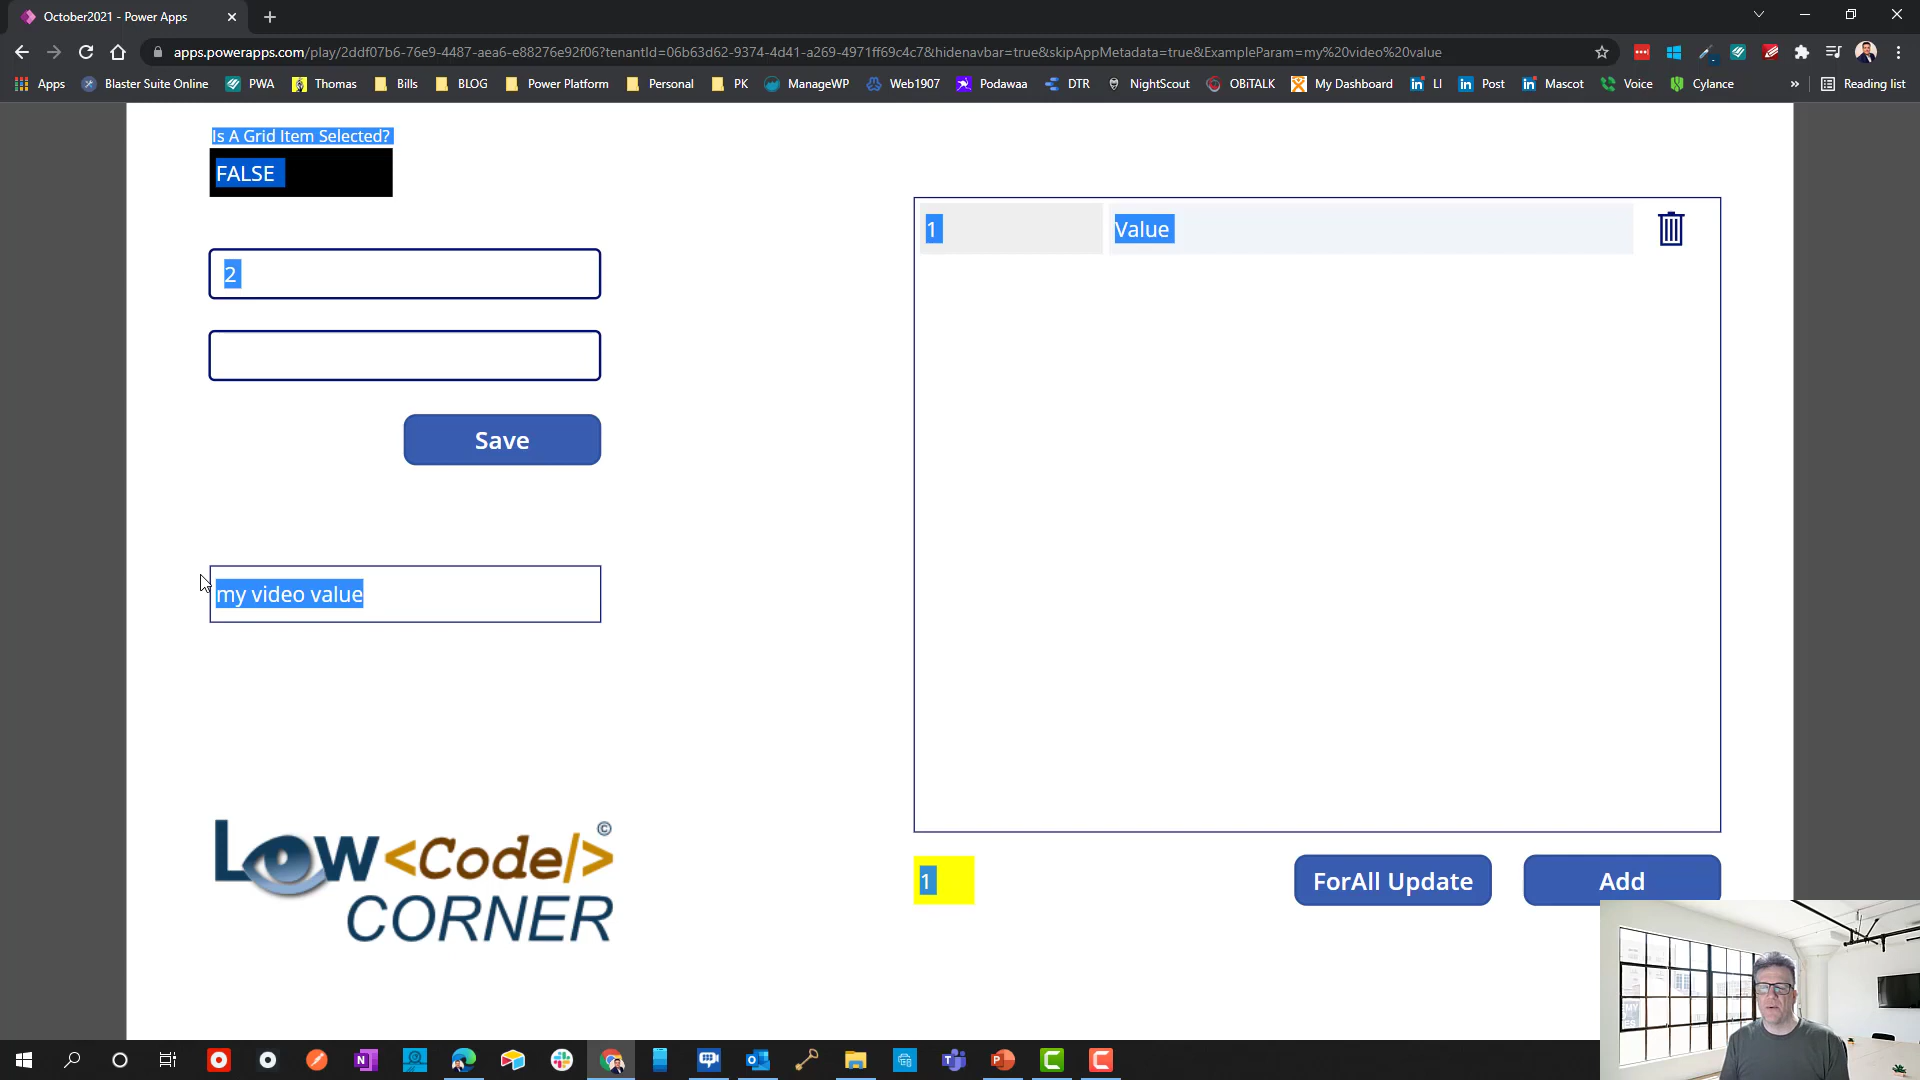 October2021 - Power Apps
apps.powerapps.com/play/2ddf07b6-76e9-4487-aea6-e88276e92f06?tenantId=06b63d62-9374-4d41-a269-4971ff69c4c7&hidenavbar=true&skipAppMetadata=true&ExampleParam=my%20video%20value
Apps Blaster Suite Online PWA Thomas Bills BLOG Power Platform Personal PK ManageWP Web1907 Podawaa DTR NightScout OBiTALK My Dashboard LI Post Mascot Voice Cylance » Reading list
Is A Grid Item Selected?
FALSE
1 Value
2
Save
my video value
Low <Code/> ©
CORNER
1 ForAll Update Add